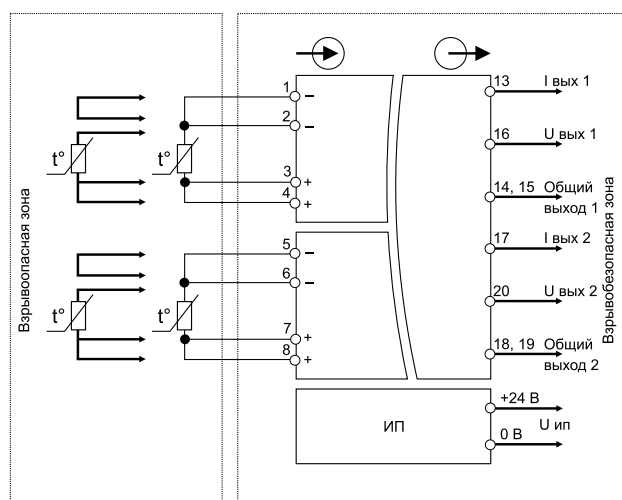 Взрывоопасная зона
t°
t°
t°
t°
1
–
2
–
3
+
4
+
5
–
6
–
7
+
8
+
13
I вых 1
16
U вых 1
14, 15
Общий
выход 1
17
I вых 2
20
U вых 2
18, 19
Общий
выход 2
ИП
+24 В
U ип
0 В
Взрывобезопасная зона